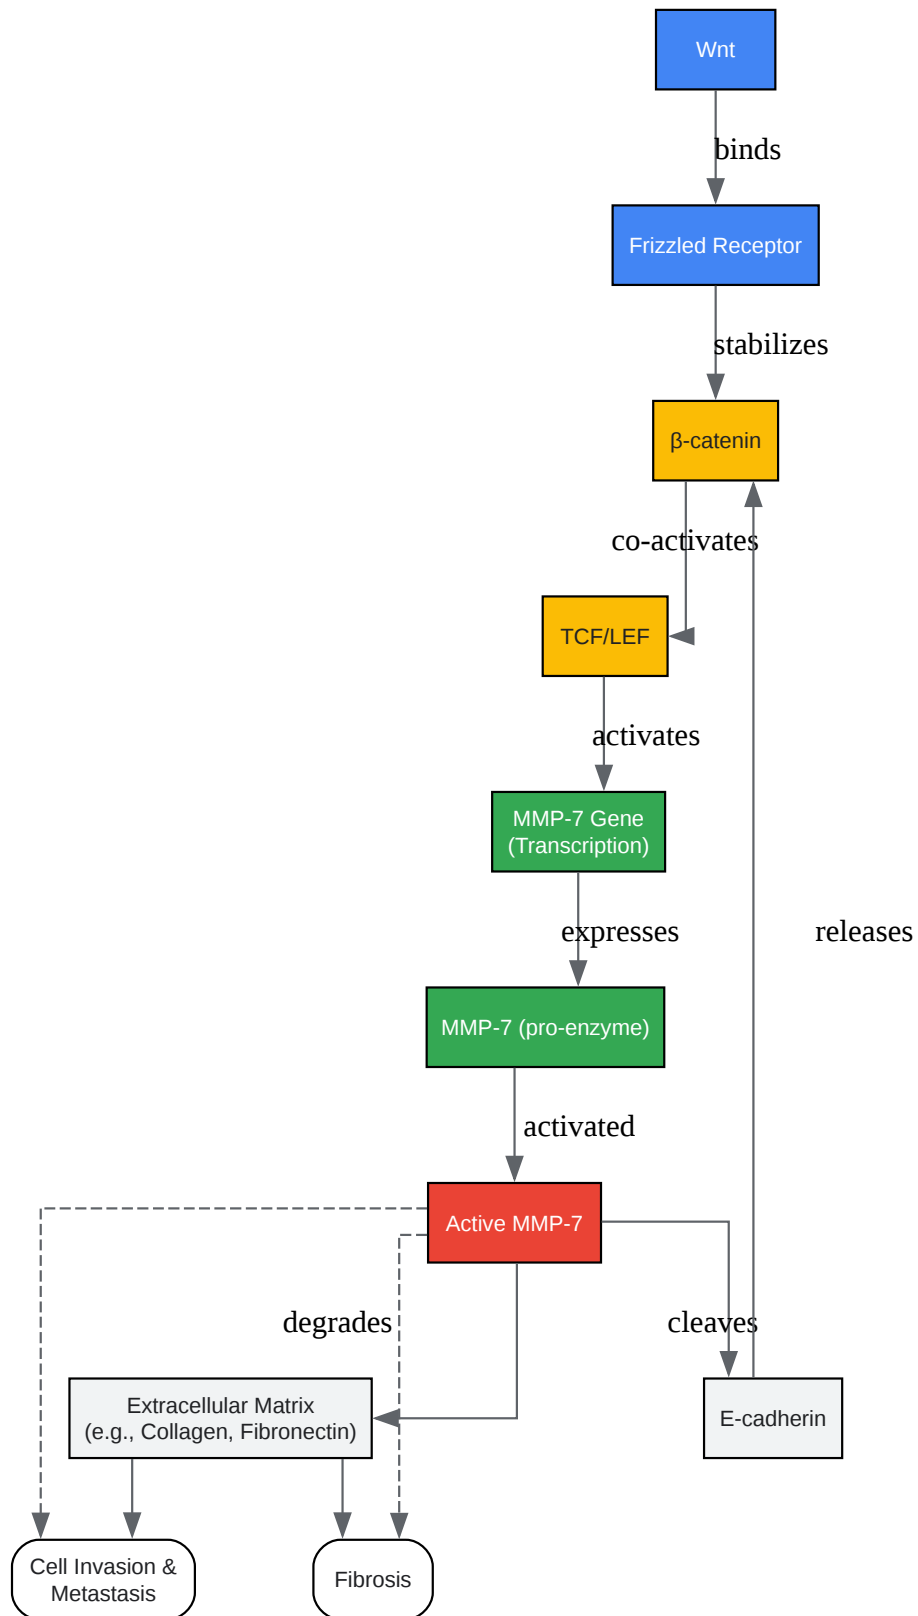 Wnt
binds
Frizzled Receptor
stabilizes
β-catenin
co-activates
TCF/LEF
activates
MMP-7 Gene
(Transcription)
expresses
releases
MMP-7 (pro-enzyme)
activated
Active MMP-7
degrades
cleaves
Extracellular Matrix
(e.g., Collagen, Fibronectin)
E-cadherin
Cell Invasion &
Metastasis
Fibrosis